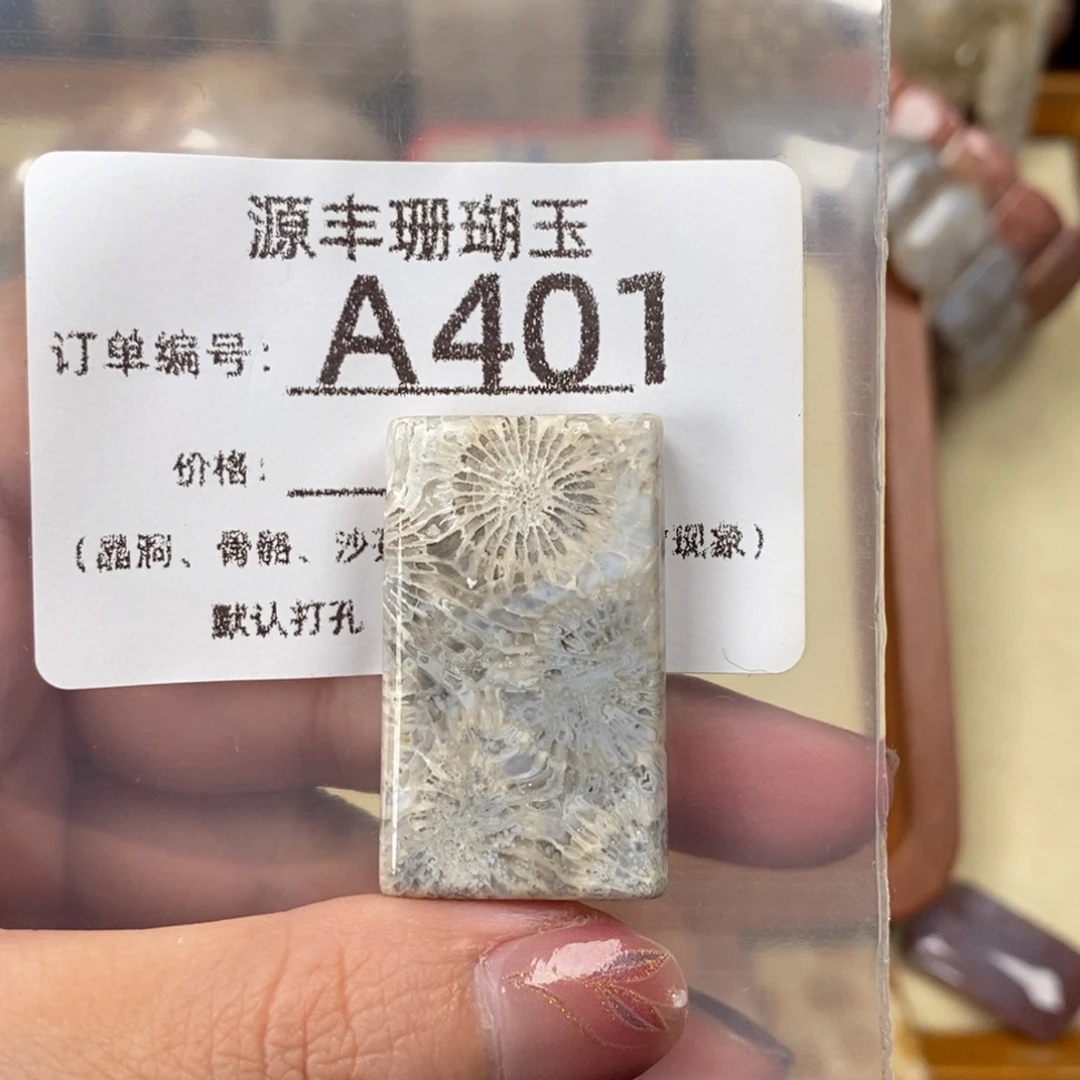 源丰珊瑚玉
订单编号: A401
价格:
(晶洞、骨骼、沙 现象)
默认打孔